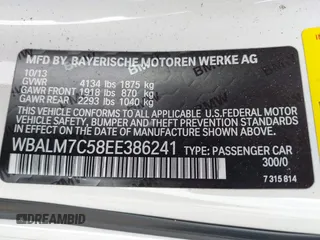 MFD BY BAYERISCHE MOTOREN WERKE AG
10/13
GVWR 4134 lbs 1875 kg
GAWR FRONT 1918 lbs 870 kg
GAWR REAR 2293 lbs 1040 kg
THIS VEHICLE CONFORMS TO ALL APPLICABLE U.S. FEDERAL MOTOR
VEHICLE SAFETY, BUMPER, AND THEFT PREVENTION STANDARDS IN
EFFECT ON THE DATE OF MANUFACTURE SHOWN ABOVE.
WBALM7C58EE386241 TYPE: PASSENGER CAR
300/0
7 315 814